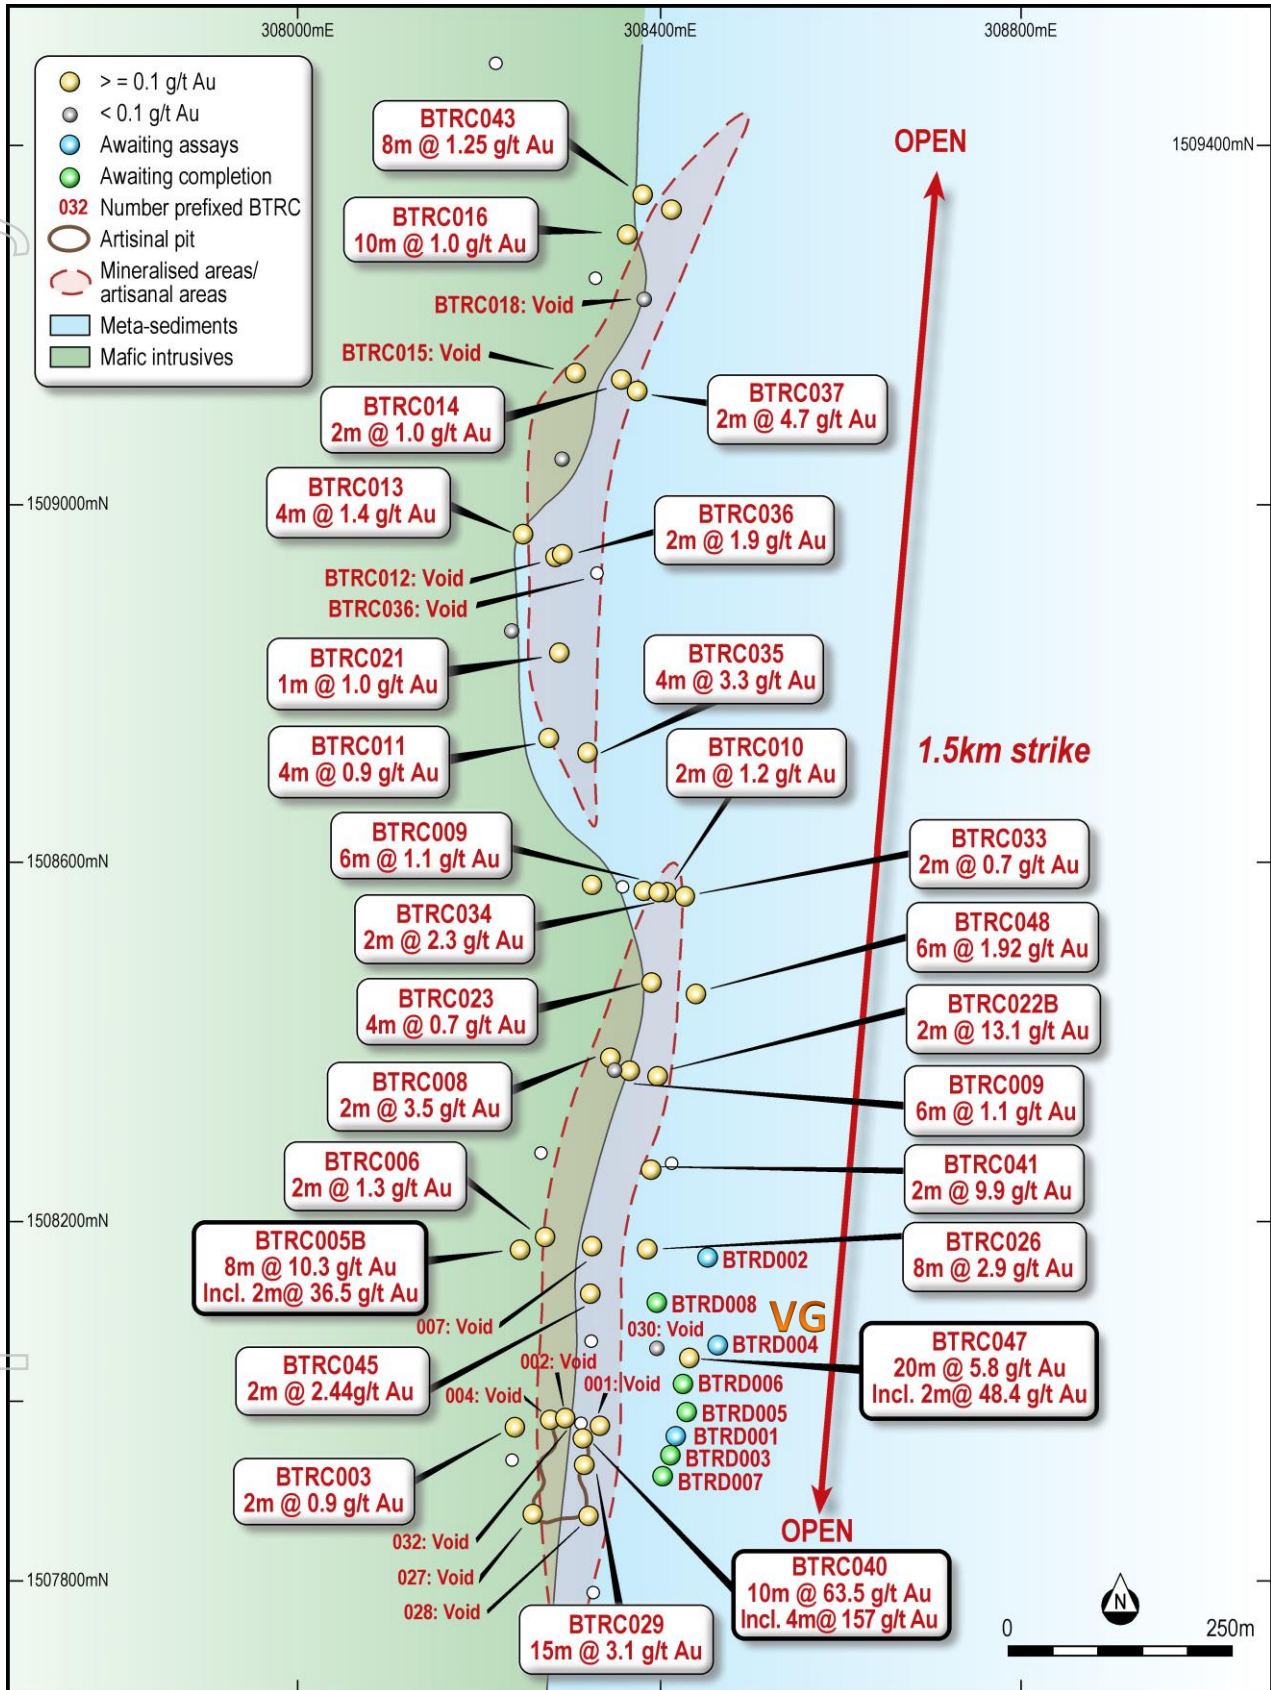 308000mE
308400mE
308800mE
> = 0.1 g/t Au
< 0.1 g/t Au
Awaiting assays
Awaiting completion
032 Number prefixed BTRC
Artisinal pit
Mineralised areas/
artisanal areas
Meta-sediments
Mafic intrusives
BTRC043
8m @ 1.25 g/t Au
OPEN
1509400mN
BTRC016
10m @ 1.0 g/t Au
BTRC018: Void
BTRC015: Void
BTRC014
2m @ 1.0 g/t Au
BTRC037
2m @ 4.7 g/t Au
BTRC013
4m @ 1.4 g/t Au
1509000mN
BTRC036
2m @ 1.9 g/t Au
BTRC012: Void
BTRC036: Void
BTRC021
1m @ 1.0 g/t Au
BTRC035
4m @ 3.3 g/t Au
BTRC011
4m @ 0.9 g/t Au
BTRC010
2m @ 1.2 g/t Au
1.5km strike
BTRC009
6m @ 1.1 g/t Au
1508600mN
BTRC033
2m @ 0.7 g/t Au
BTRC034
2m @ 2.3 g/t Au
BTRC048
6m @ 1.92 g/t Au
BTRC023
4m @ 0.7 g/t Au
BTRC022B
2m @ 13.1 g/t Au
BTRC008
2m @ 3.5 g/t Au
BTRC009
6m @ 1.1 g/t Au
BTRC006
2m @ 1.3 g/t Au
BTRC041
2m @ 9.9 g/t Au
1508200mN
BTRC005B
8m @ 10.3 g/t Au
Incl. 2m@ 36.5 g/t Au
BTRC026
8m @ 2.9 g/t Au
BTRD002
BTRD008
VG
007: Void
030: Void
BTRD004
BTRC047
20m @ 5.8 g/t Au
Incl. 2m@ 48.4 g/t Au
BTRC045
2m @ 2.44g/t Au
002: Void
001: Void
004: Void
BTRD006
BTRD005
BTRD001
BTRD003
BTRD007
BTRC003
2m @ 0.9 g/t Au
032: Void
027: Void
028: Void
OPEN
1507800mN
BTRC040
10m @ 63.5 g/t Au
Incl. 4m@ 157 g/t Au
BTRC029
15m @ 3.1 g/t Au
N
0
250m